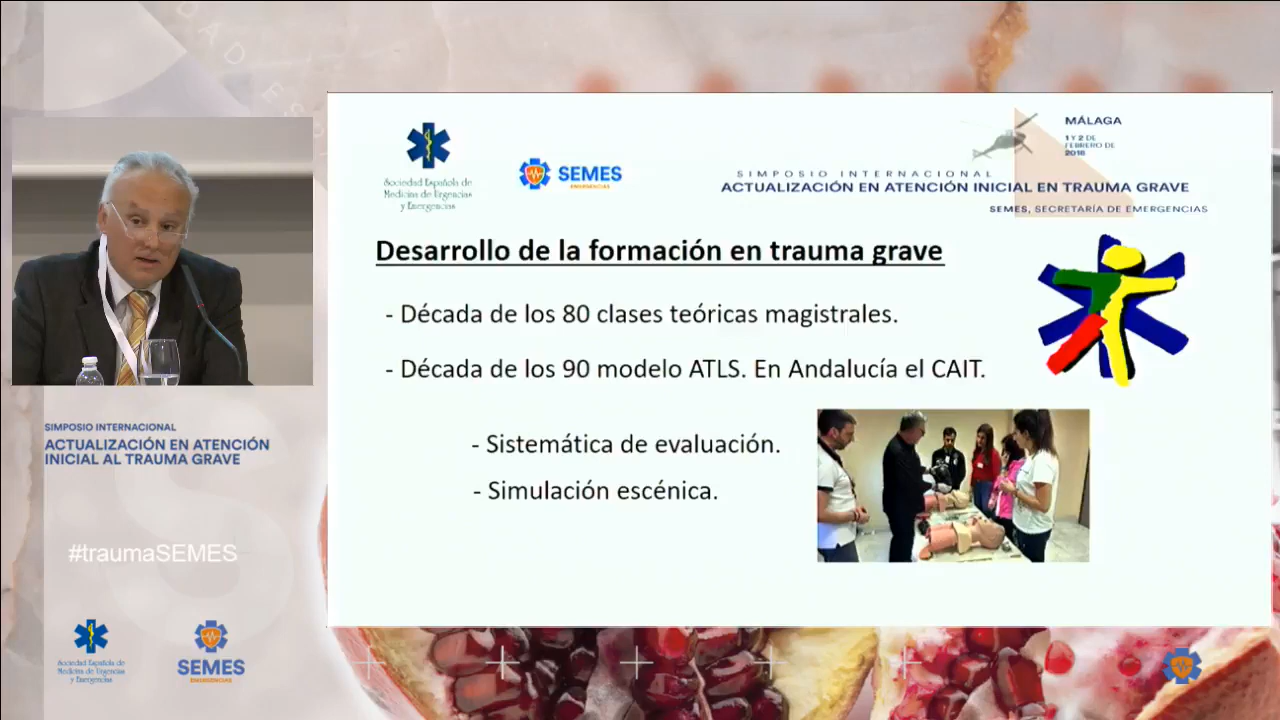 DAD ESP
Sociedad Española de
Medicina de Urgencias
y Emergencias
SEMES
EMERGENCIAS
MÁLAGA
1 Y 2 DE
FEBRERO DE
2018
SIMPOSIO INTERNACIONAL
ACTUALIZACIÓN EN ATENCIÓN INICIAL EN TRAUMA GRAVE
SEMES, SECRETARÍA DE EMERGENCIAS
Desarrollo de la formación en trauma grave
- Década de los 80 clases teóricas magistrales.
- Década de los 90 modelo ATLS. En Andalucía el CAIT.
- Sistemática de evaluación.
- Simulación escénica.
SIMPOSIO INTERNACIONAL
ACTUALIZACIÓN EN ATENCIÓN
INICIAL AL TRAUMA GRAVE
#traumaSEMES
Sociedad Española de
Medicina de Urgencias
y Emergencias
SEMES
EMERGENCIAS